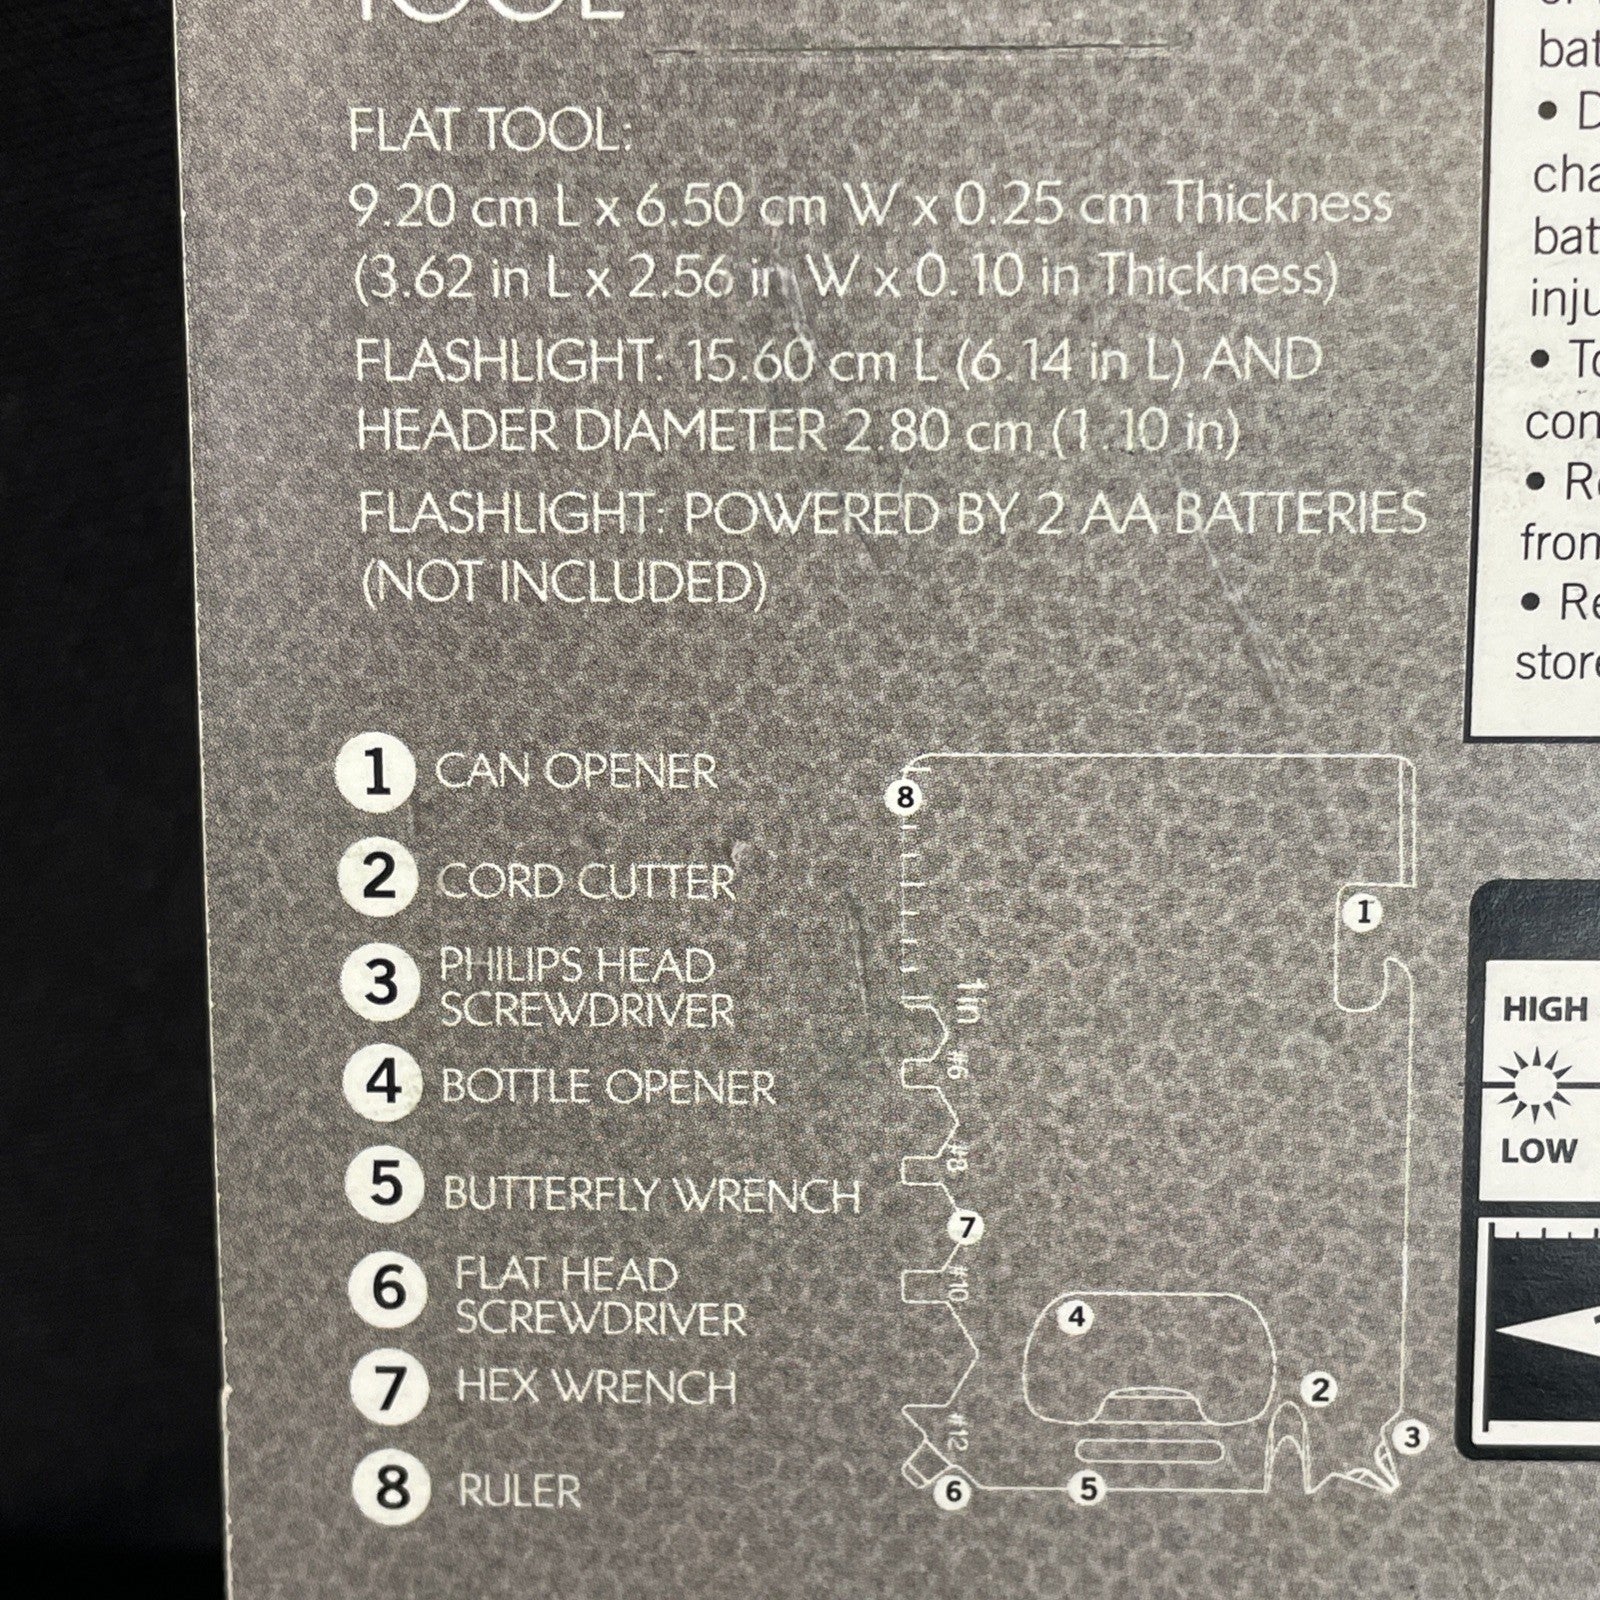 TOOL
FLAT TOOL:
9.20 cm L x 6.50 cm W x 0.25 cm Thickness
(3.62 in L x 2.56 in W x 0.10 in Thickness)
FLASHLIGHT: 15.60 cm L (6.14 in L) AND
HEADER DIAMETER 2.80 cm (1.10 in)
FLASHLIGHT: POWERED BY 2 AA BATTERIES
(NOT INCLUDED)
1 CAN OPENER
2 CORD CUTTER
3 PHILIPS HEAD
SCREWDRIVER
4 BOTTLE OPENER
5 BUTTERFLY WRENCH
6 FLAT HEAD
SCREWDRIVER
7 HEX WRENCH
8 RULER
8
1
1in
#6
#8
7
#10
4
2
#12
3
6
5
HIGH
LOW